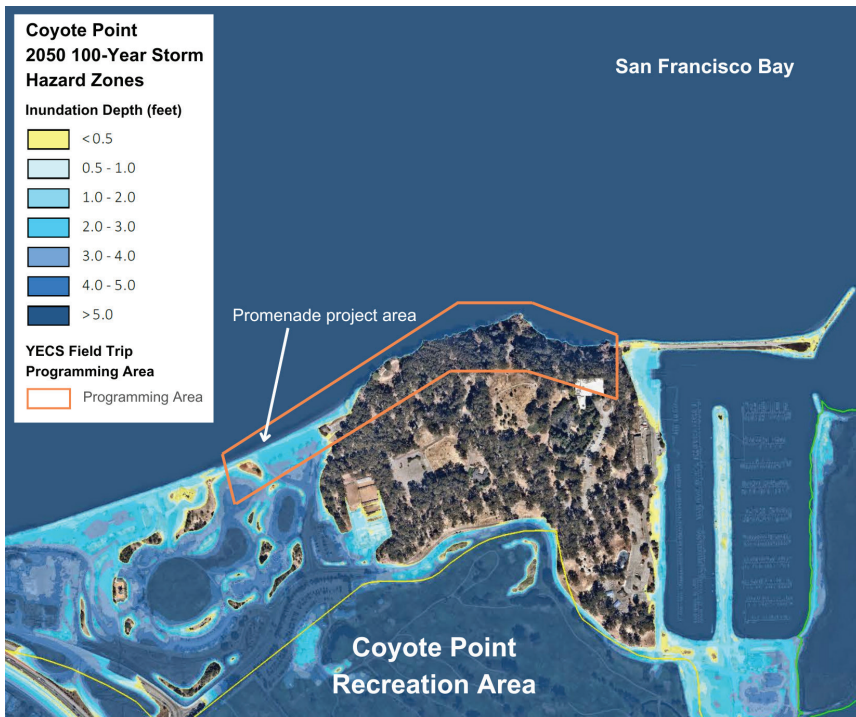 Coyote Point
2050 100-Year Storm
Hazard Zones
Inundation Depth (feet)
< 0.5
0.5 - 1.0
1.0 - 2.0
2.0 - 3.0
3.0 - 4.0
4.0 - 5.0
> 5.0
YECS Field Trip
Programming Area
Programming Area
San Francisco Bay
Promenade project area
Coyote Point
Recreation Area